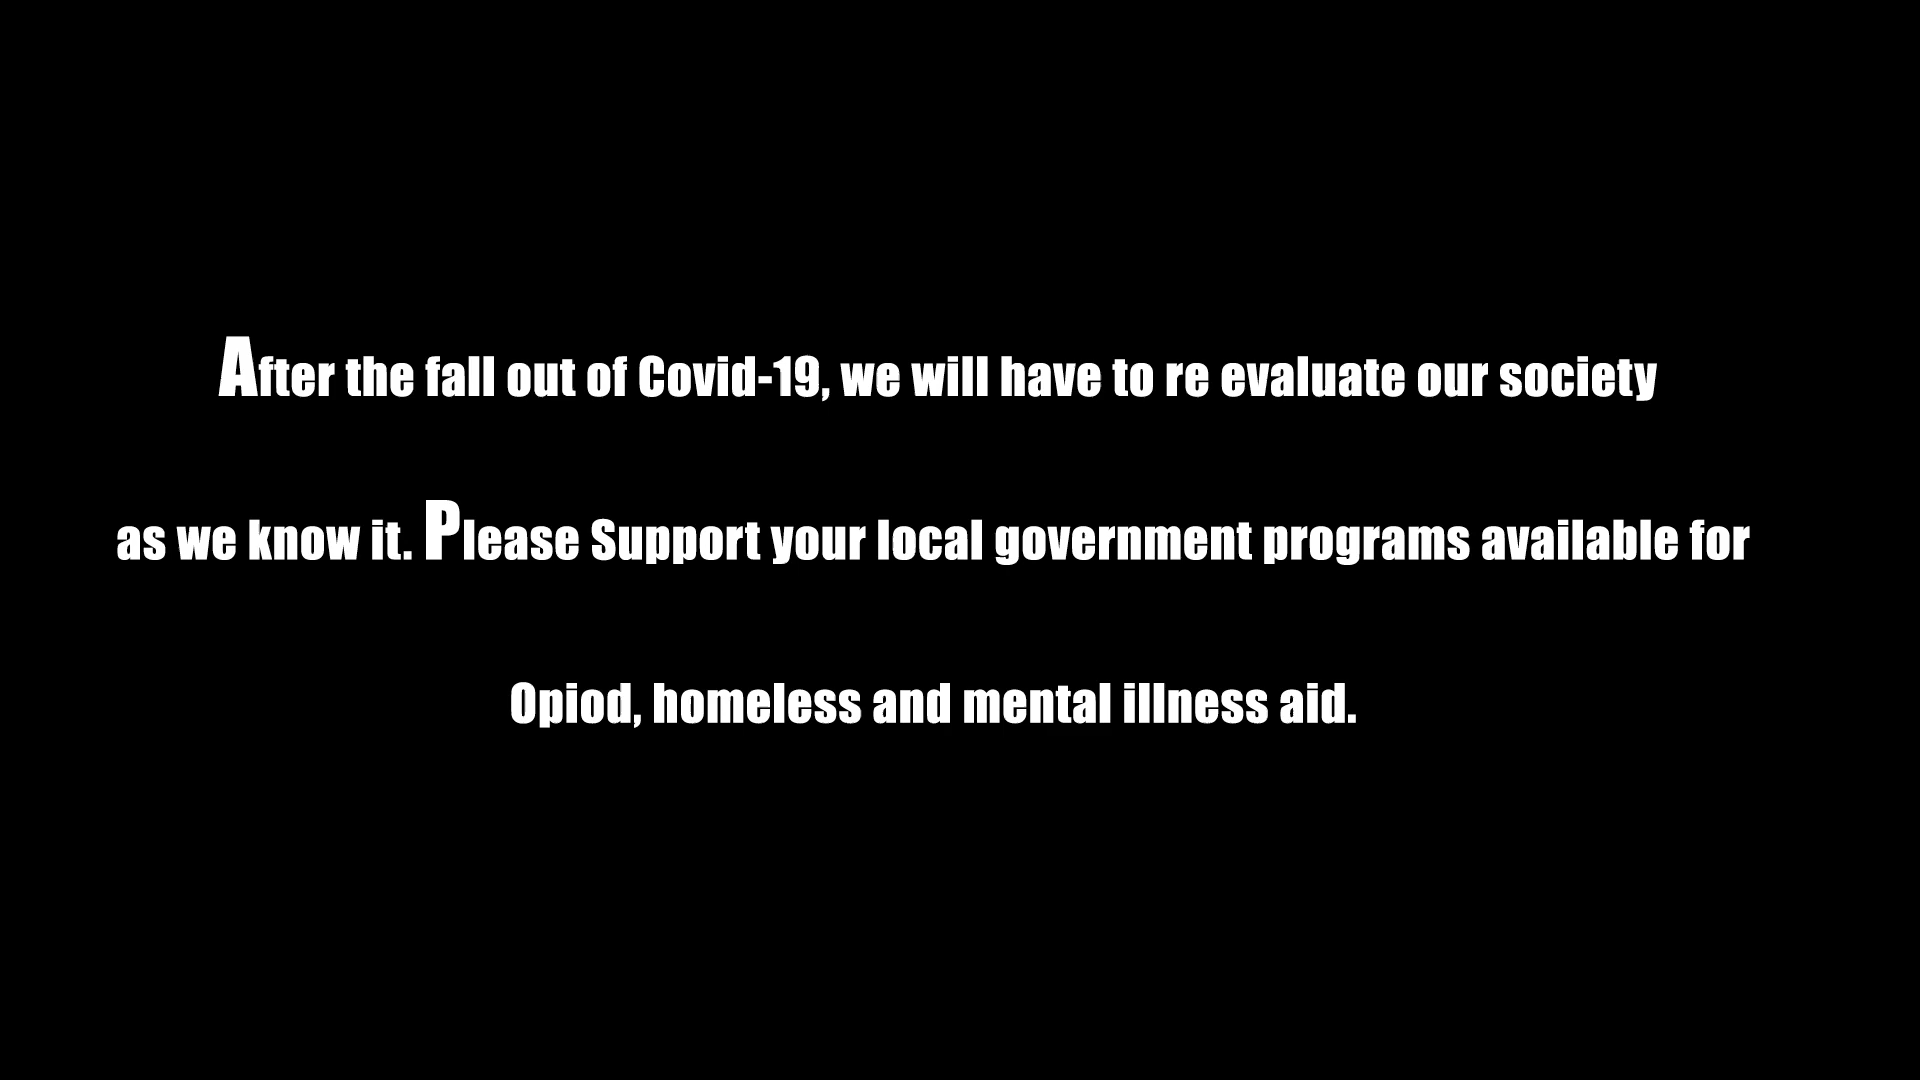 After the fall out of Covid-19, we will have to re evaluate our society
as we know it. Please Support your local government programs available for
Opiod, homeless and mental illness aid.